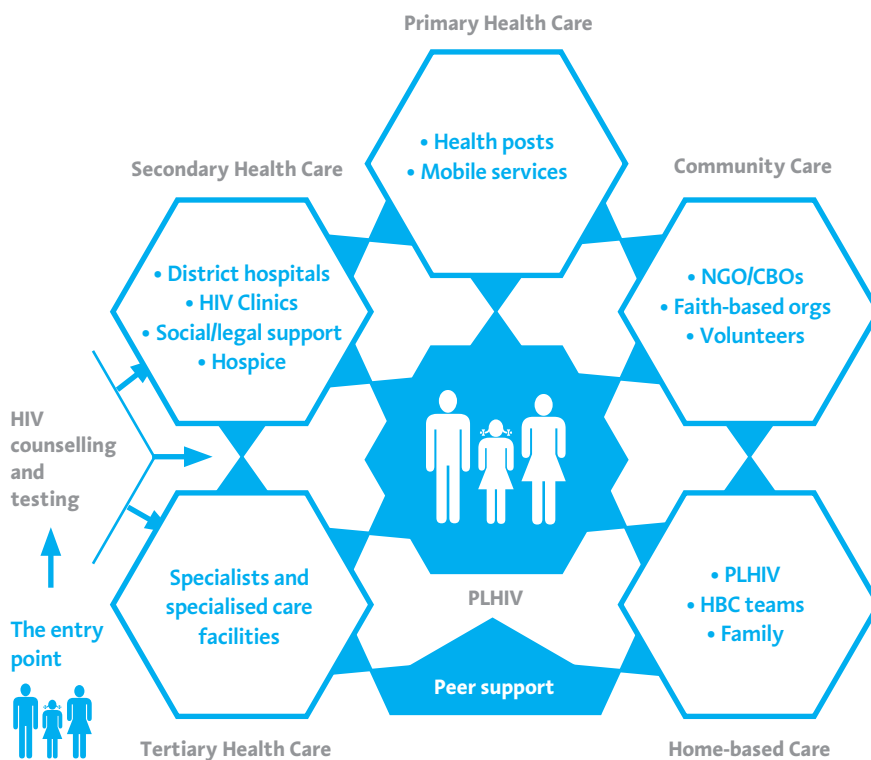 Primary Health Care
• Health posts
• Mobile services
Secondary Health Care
• District hospitals
• HIV Clinics
• Social/legal support
• Hospice
Community Care
• NGO/CBOs
• Faith-based orgs
• Volunteers
HIV
counselling
and
testing
The entry
point
Specialists and
specialised care
facilities
Tertiary Health Care
PLHIV
Peer support
• PLHIV
• HBC teams
• Family
Home-based Care